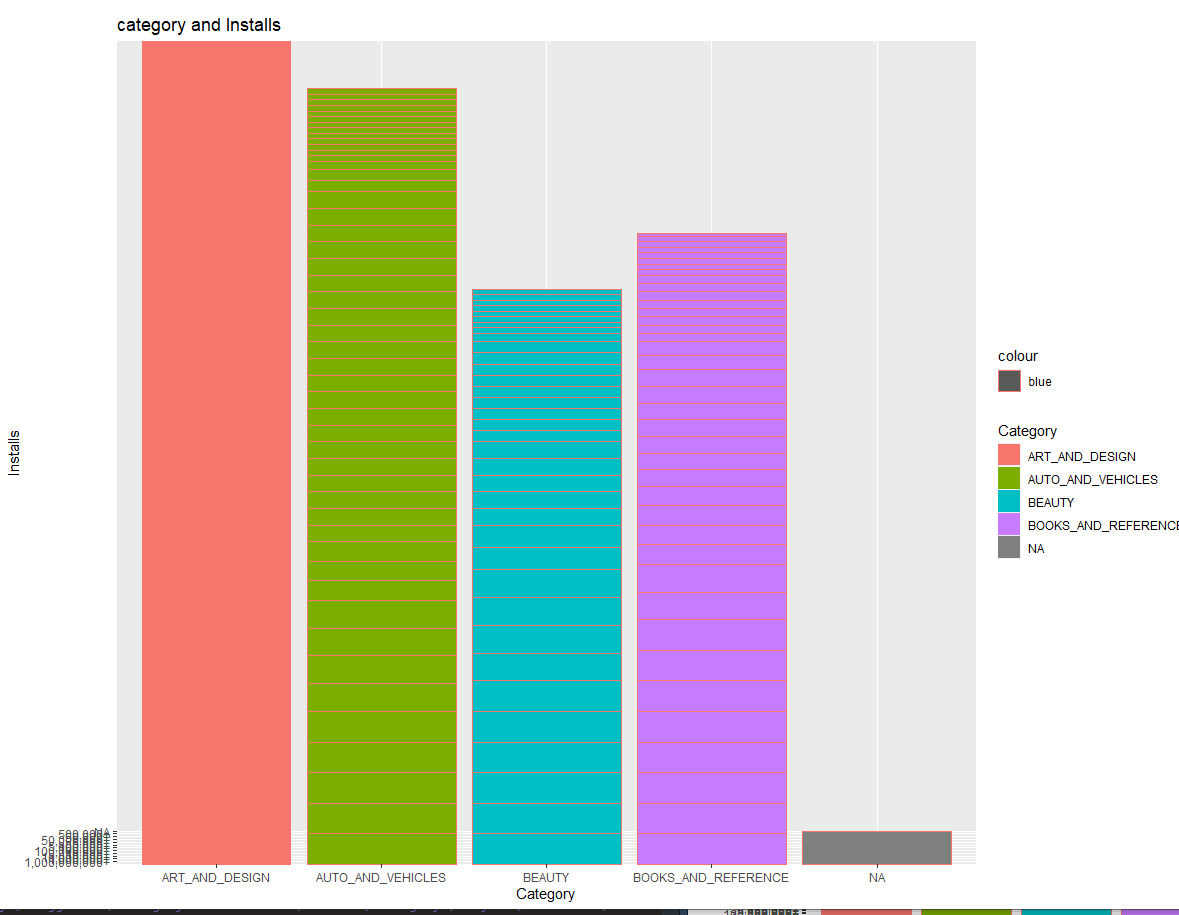 category and Installs
Installs
1,000,000,000+
ART_AND_DESIGN
AUTO_AND_VEHICLES
BEAUTY
BOOKS_AND_REFERENCE
NA
Category
colour
blue
Category
ART_AND_DESIGN
AUTO_AND_VEHICLES
BEAUTY
BOOKS_AND_REFERENCE
NA